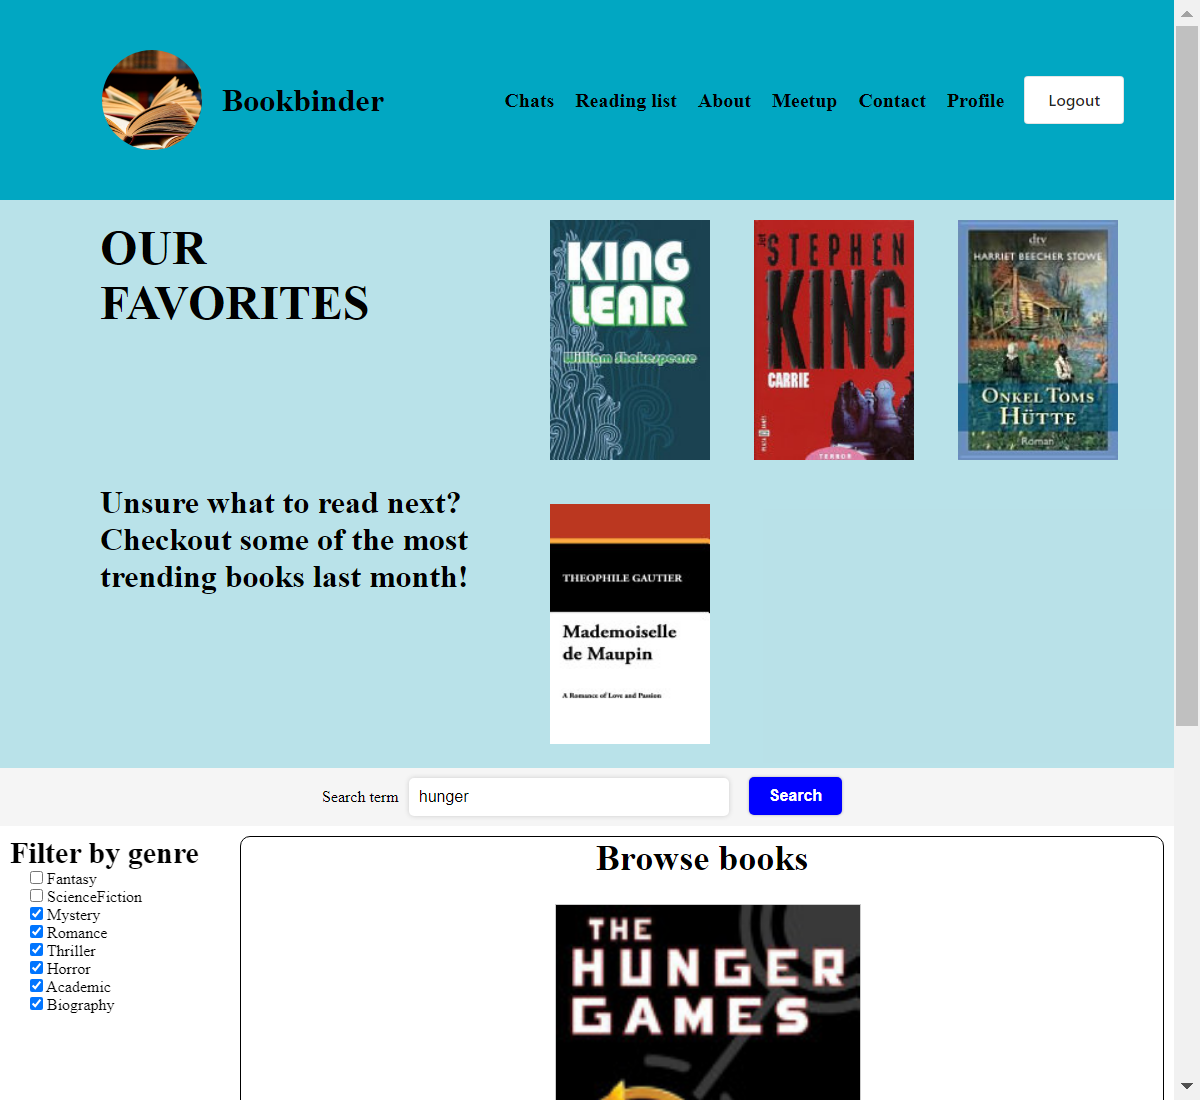 Bookbinder
Chats
Reading list
About
Meetup
Contact
Profile
Logout
OUR
FAVORITES
Unsure what to read next?
Checkout some of the most
trending books last month!
KING
LEAR
William Shakespeare
Jet
STEPHEN
KING
CARRIE
PLAZA & JANES
TERROR
dtv
HARRIET BEECHER STOWE
ONKEL TOMS
HÜTTE
Roman
THEOPHILE GAUTIER
Mademoiselle
de Maupin
A Romance of Love and Passion
Search term
hunger
Search
Filter by genre
Fantasy
ScienceFiction
Mystery
Romance
Thriller
Horror
Academic
Biography
Browse books
THE
HUNGER
GAMES